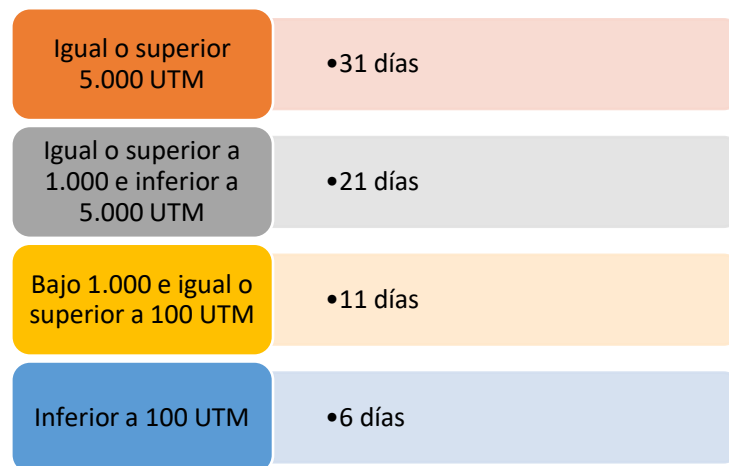 Igual o superior
5.000 UTM
•31 días
Igual o superior a
1.000 e inferior a
5.000 UTM
•21 días
Bajo 1.000 e igual o
superior a 100 UTM
•11 días
Inferior a 100 UTM
•6 días